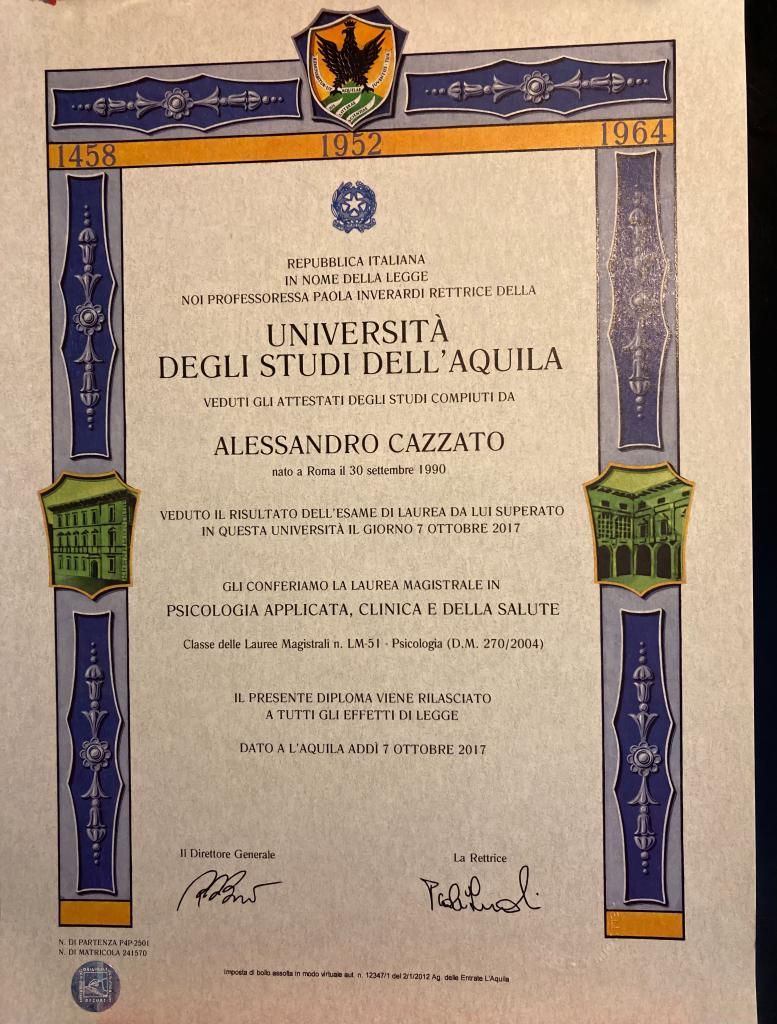 1458
1952
1964
REPUBBLICA ITALIANA
IN NOME DELLA LEGGE
NOI PROFESSORESSA PAOLA INVERARDI RETTRICE DELLA
UNIVERSITÀ
DEGLI STUDI DELL'AQUILA
VEDUTI GLI ATTESTATI DEGLI STUDI COMPIUTI DA
ALESSANDRO CAZZATO
nato a Roma il 30 settembre 1990
VEDUTO IL RISULTATO DELL'ESAME DI LAUREA DA LUI SUPERATO
IN QUESTA UNIVERSITÀ IL GIORNO 7 OTTOBRE 2017
GLI CONFERIAMO LA LAUREA MAGISTRALE IN
PSICOLOGIA APPLICATA, CLINICA E DELLA SALUTE
Classe delle Lauree Magistrali n. LM-51 - Psicologia (D.M. 270/2004)
IL PRESENTE DIPLOMA VIENE RILASCIATO
A TUTTI GLI EFFETTI DI LEGGE
DATO A L'AQUILA ADDÌ 7 OTTOBRE 2017
Il Direttore Generale
La Rettrice
N. DI PARTENZA P4P-2501
N. DI MATRICOLA 241570
Imposta di bollo assolta in modo virtuale aut. n. 12347/1 del 2/1/2012 Ag. delle Entrate L'Aquila